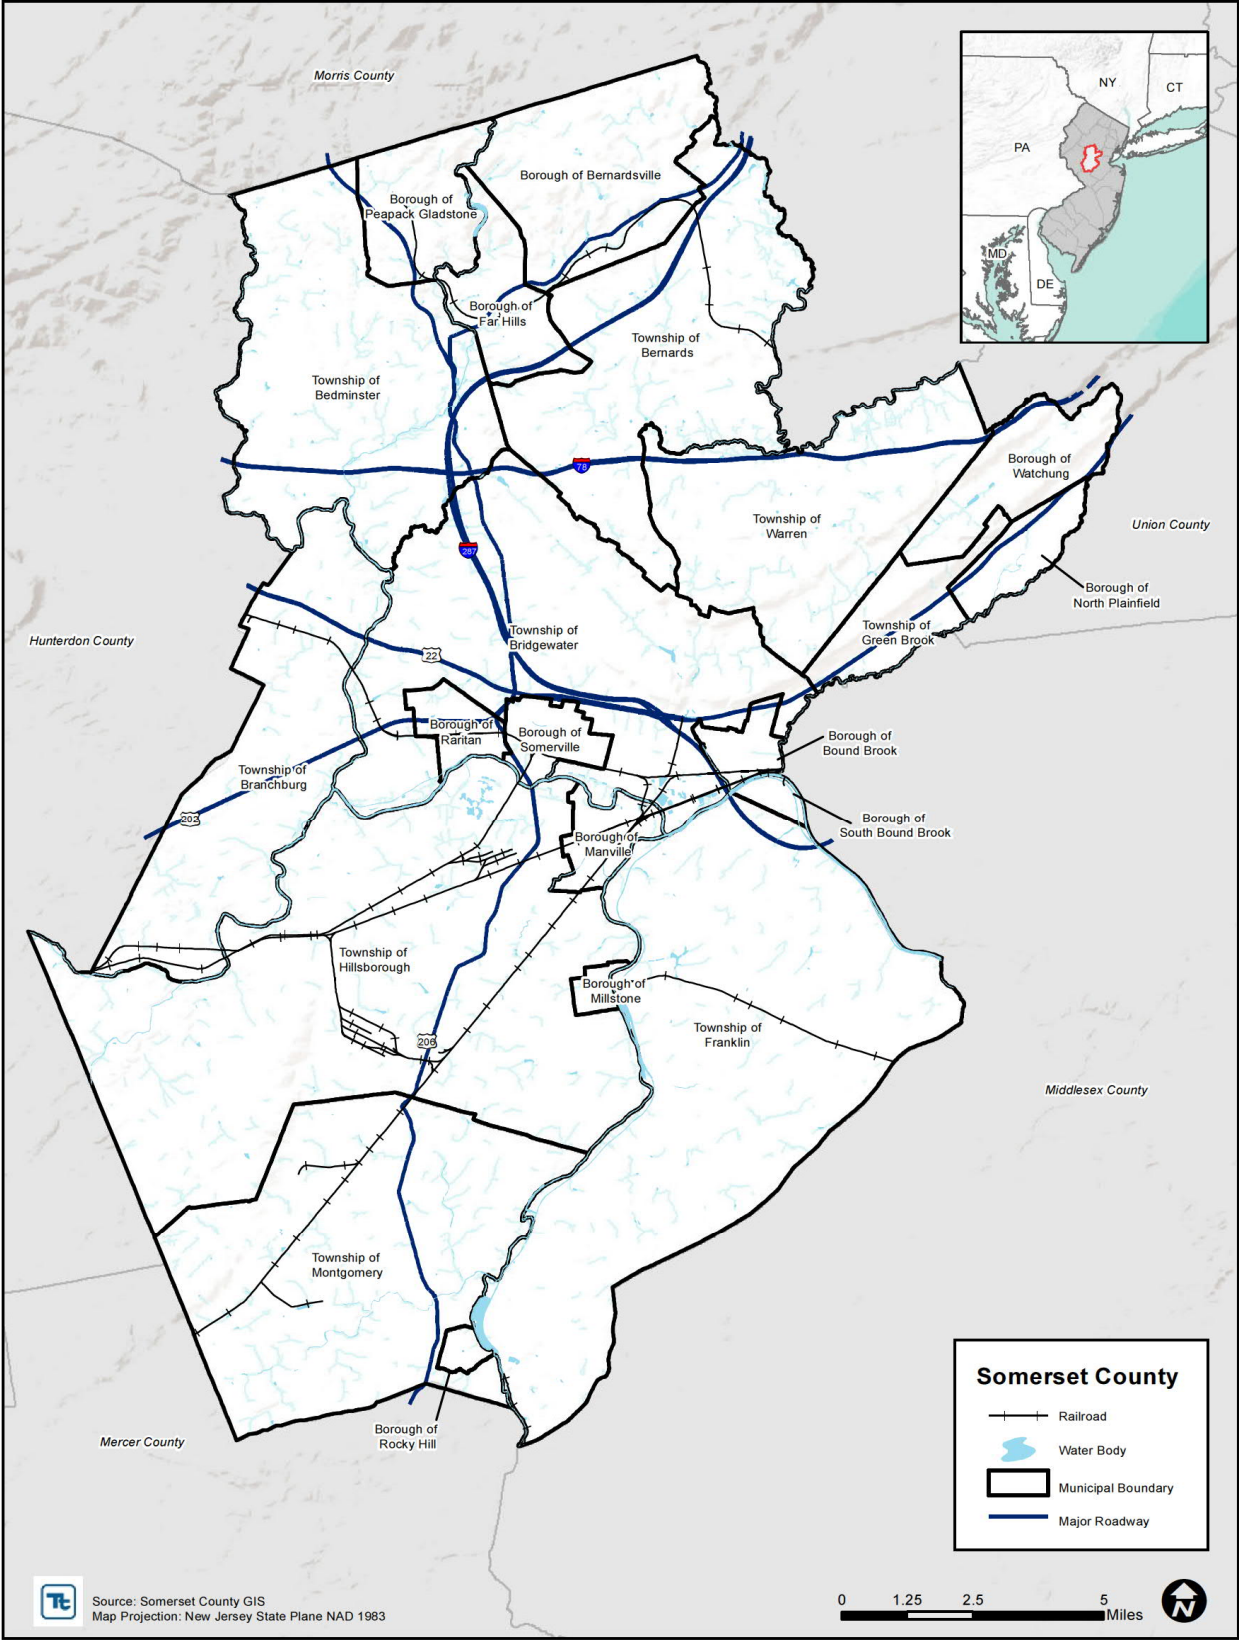 Morris County
NY
CT
PA
MD
DE
Borough of Bernardsville
Borough of
Peapack Gladstone
Borough of
Far Hills
Township of
Bernards
Township of
Bedminster
78
Borough of
Watchung
Township of
Warren
Union County
287
Borough of
North Plainfield
Hunterdon County
Township of
Green Brook
Township of
Bridgewater
22
Borough of
Raritan
Borough of
Somerville
Borough of
Bound Brook
Township of
Branchburg
202
Borough of
South Bound Brook
Borough of
Manville
Township of
Hillsborough
Borough of
Millstone
Township of
Franklin
206
Middlesex County
Township of
Montgomery
Borough of
Rocky Hill
Mercer County
Somerset County
Railroad
Water Body
Municipal Boundary
Major Roadway
Tt
Source: Somerset County GIS
Map Projection: New Jersey State Plane NAD 1983
0 1.25 2.5 5
Miles
N